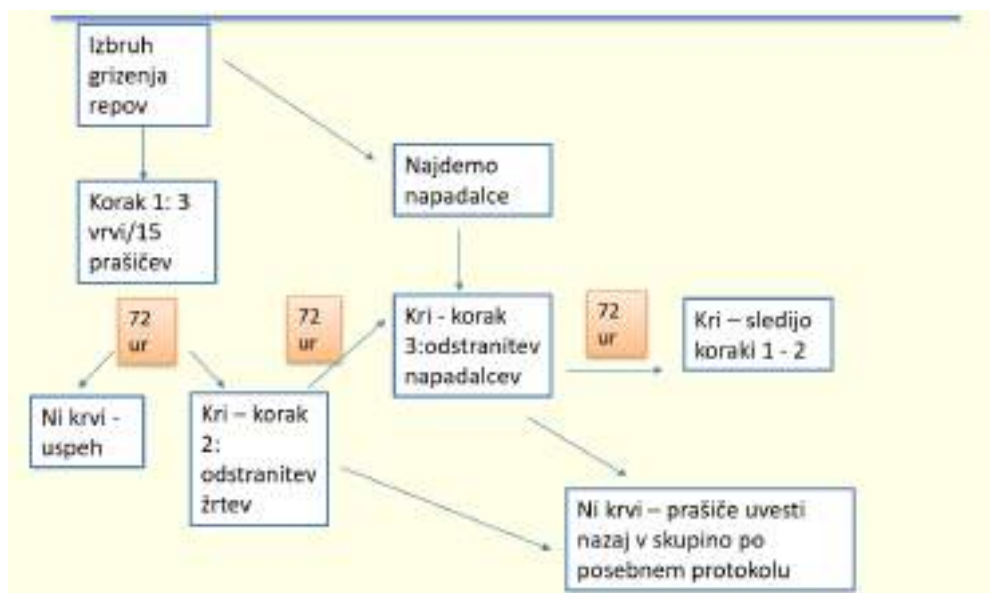 Izbruh
grizenja
repov
Najdemo
napadalce
Korak 1: 3
vrvi/15
prašičev
72
ur
72
ur
Kri - korak
3:odstranitev
napadalcev
72
ur
Kri – sledijo
koraki 1 - 2
Ni krvi -
uspeh
Kri – korak
2:
odstranitev
žrtev
Ni krvi – prašiče uvesti
nazaj v skupino po
posebnem protokolu